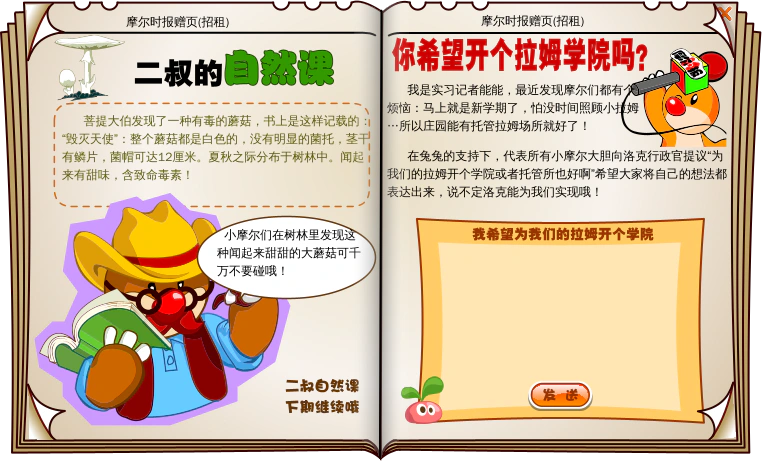 摩尔时报赠页(招租)
二叔的自然课
菩提大伯发现了一种有毒的蘑菇，书上是这样记载的：
“毁灭天使”：整个蘑菇都是白色的，没有明显的菌托，茎干
有鳞片，菌帽可达12厘米。夏秋之际分布于树林中。闻起
来有甜味，含致命毒素！
小摩尔们在树林里发现这
种闻起来甜甜的大蘑菇可千
万不要碰哦！
二叔自然课
下期继续哦
摩尔时报赠页(招租)
你希望开个拉姆学院吗?
我是实习记者能能，最近发现摩尔们都有个
烦恼：马上就是新学期了，怕没时间照顾小拉姆
…所以庄园能有托管拉姆场所就好了！
在兔兔的支持下，代表所有小摩尔大胆向洛克行政官提议“为
我们的拉姆开个学院或者托管所也好啊”希望大家将自己的想法都
表达出来，说不定洛克能为我们实现哦！
我希望为我们的拉姆开个学院
发 送